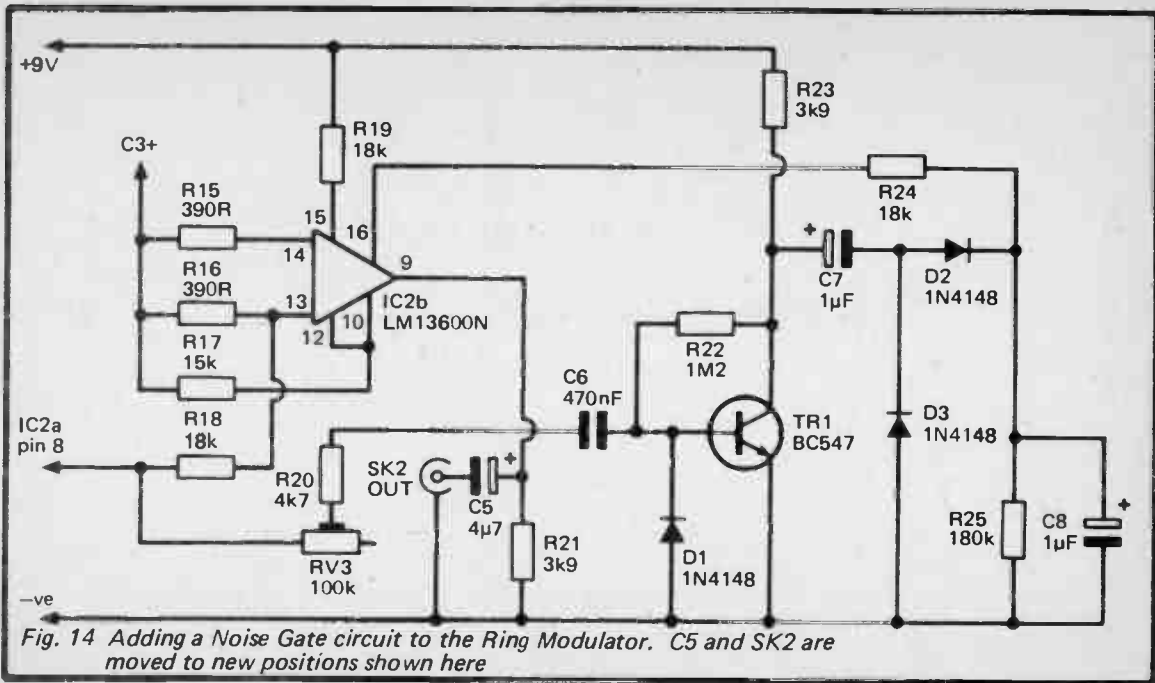 +9V
C3+
R15
390R
R16
390R
R17
15k
R18
18k
IC2a
pin 8
R19
18k
15
16
14
13
12
10
9
IC2b
LM13600N
R20
4k7
RV3
100k
SK2
OUT
C5
4µ7
+
R21
3k9
C6
470nF
R22
1M2
D1
1N4148
TR1
BC547
R23
3k9
R24
18k
+
C7
1µF
D2
1N4148
D3
1N4148
R25
180k
C8
1µF
+
−ve
Fig. 14 Adding a Noise Gate circuit to the Ring Modulator. C5 and SK2 are
moved to new positions shown here